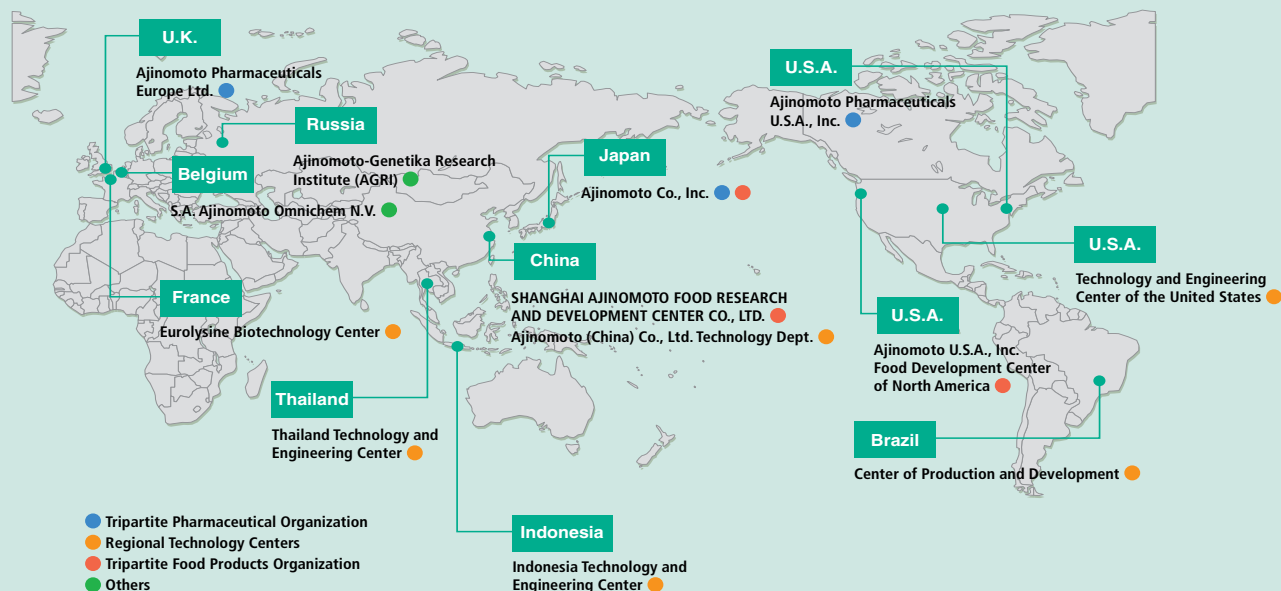 U.K.
Ajinomoto Pharmaceuticals
Europe Ltd.
Russia
Ajinomoto-Genetika Research
Institute (AGRI)
Belgium
S.A. Ajinomoto Omnichem N.V.
France
Eurolysine Biotechnology Center
Japan
Ajinomoto Co., Inc.
China
SHANGHAI AJINOMOTO FOOD RESEARCH
AND DEVELOPMENT CENTER CO., LTD.
Ajinomoto (China) Co., Ltd. Technology Dept.
Thailand
Thailand Technology and
Engineering Center
Indonesia
Indonesia Technology and
Engineering Center
U.S.A.
Ajinomoto Pharmaceuticals
U.S.A., Inc.
U.S.A.
Technology and Engineering
Center of the United States
U.S.A.
Ajinomoto U.S.A., Inc.
Food Development Center
of North America
Brazil
Center of Production and Development
Tripartite Pharmaceutical Organization
Regional Technology Centers
Tripartite Food Products Organization
Others